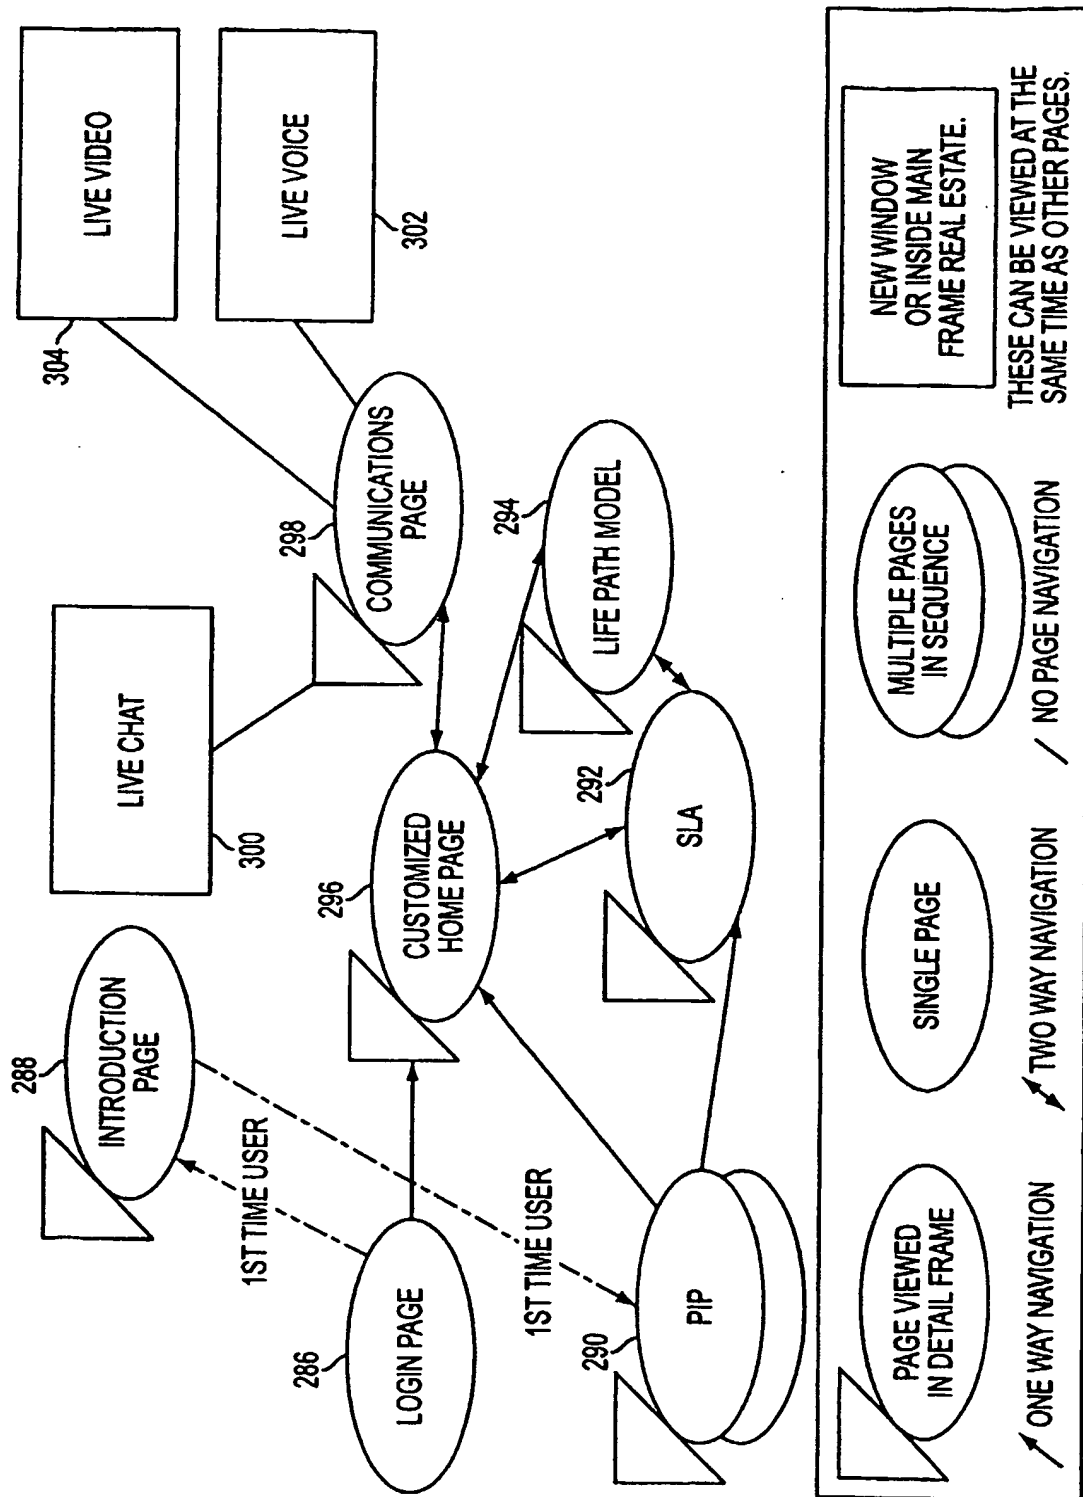 LIVE VIDEO
304
LIVE VOICE
302
LIVE CHAT
300
COMMUNICATIONS
PAGE
298
LIFE PATH MODEL
294
INTRODUCTION
PAGE
288
CUSTOMIZED
HOME PAGE
296
SLA
292
1ST TIME USER
LOGIN PAGE
286
1ST TIME USER
PIP
290
PAGE VIEWED
IN DETAIL FRAME
SINGLE PAGE
MULTIPLE PAGES
IN SEQUENCE
NEW WINDOW
OR INSIDE MAIN
FRAME REAL ESTATE.
ONE WAY NAVIGATION
TWO WAY NAVIGATION
NO PAGE NAVIGATION
THESE CAN BE VIEWED AT THE
SAME TIME AS OTHER PAGES.